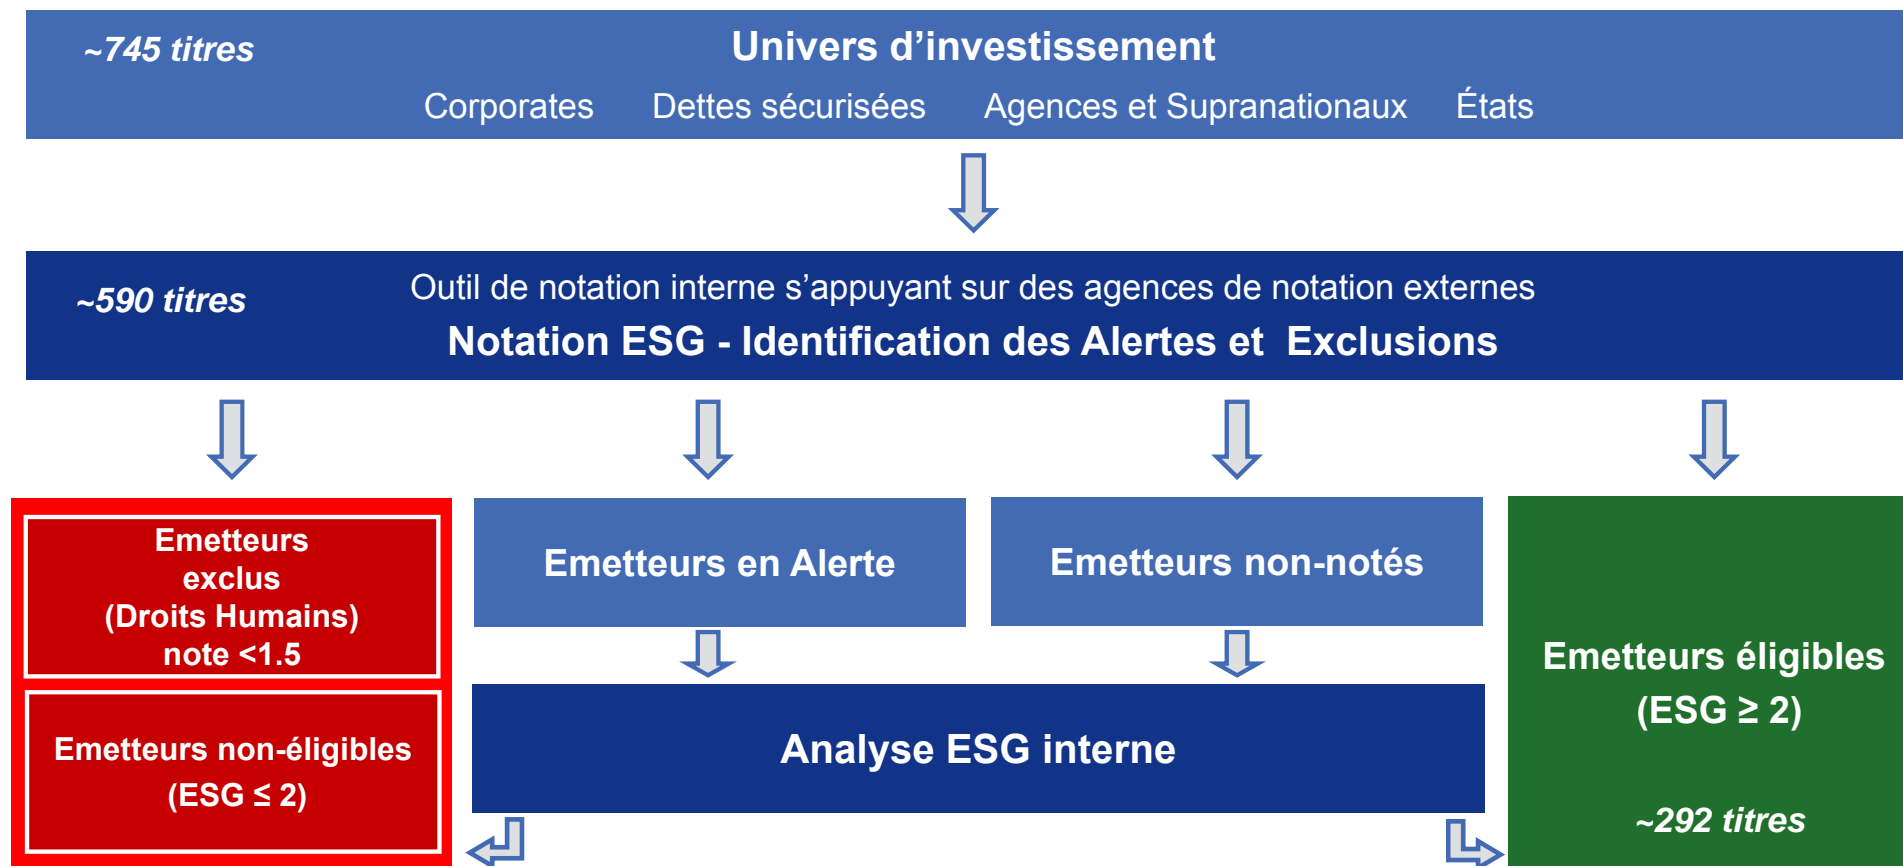 ~745 titres
Univers d’investissement
Corporates Dettes sécurisées Agences et Supranationaux États
~590 titres
Outil de notation interne s’appuyant sur des agences de notation externes
Notation ESG - Identification des Alertes et Exclusions
Emetteurs
exclus
(Droits Humains)
note <1.5
Emetteurs non-éligibles
(ESG ≤ 2)
Emetteurs en Alerte
Emetteurs non-notés
Analyse ESG interne
Emetteurs éligibles
(ESG ≥ 2)
~292 titres